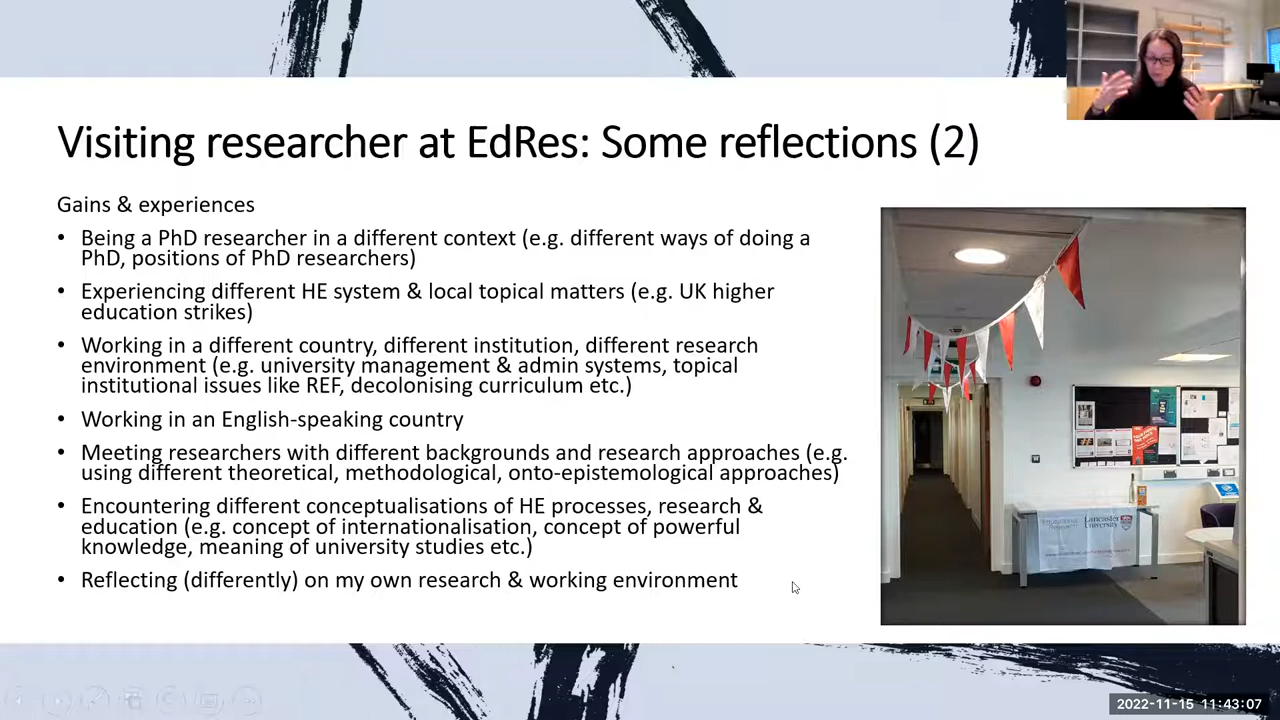 Visiting researcher at EdRes: Some reflections (2)
Gains & experiences
• Being a PhD researcher in a different context (e.g. different ways of doing a
PhD, positions of PhD researchers)
• Experiencing different HE system & local topical matters (e.g. UK higher
education strikes)
• Working in a different country, different institution, different research
environment (e.g. university management & admin systems, topical
institutional issues like REF, decolonising curriculum etc.)
• Working in an English-speaking country
• Meeting researchers with different backgrounds and research approaches (e.g.
using different theoretical, methodological, onto-epistemological approaches)
• Encountering different conceptualisations of HE processes, research &
education (e.g. concept of internationalisation, concept of powerful
knowledge, meaning of university studies etc.)
• Reflecting (differently) on my own research & working environment
Lancaster
University
2022-11-15 11:43:07